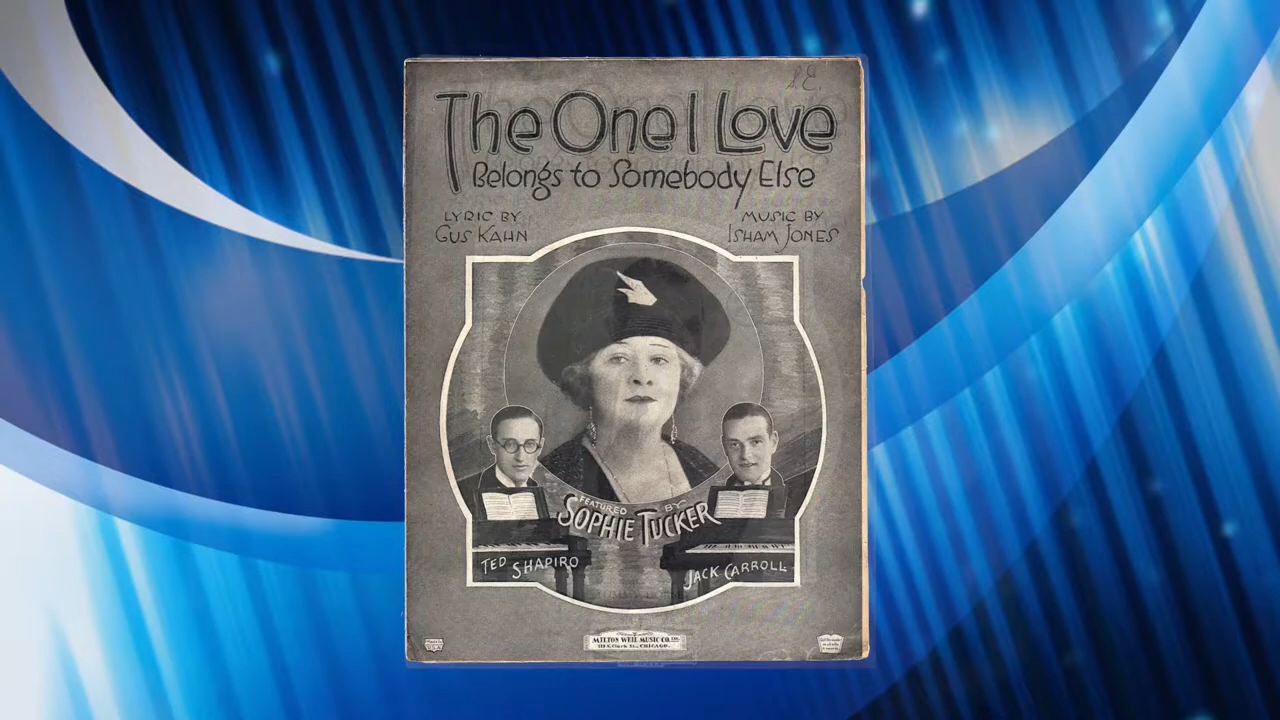 S.E.
The One I Love
Belongs to Somebody Else
LYRIC BY
GUS KAHN
MUSIC BY
ISHAM JONES
FEATURED BY
SOPHIE TUCKER
TED SHAPIRO
JACK CARROLL
MILTON WEIL MUSIC CO. INC.
CHICAGO.